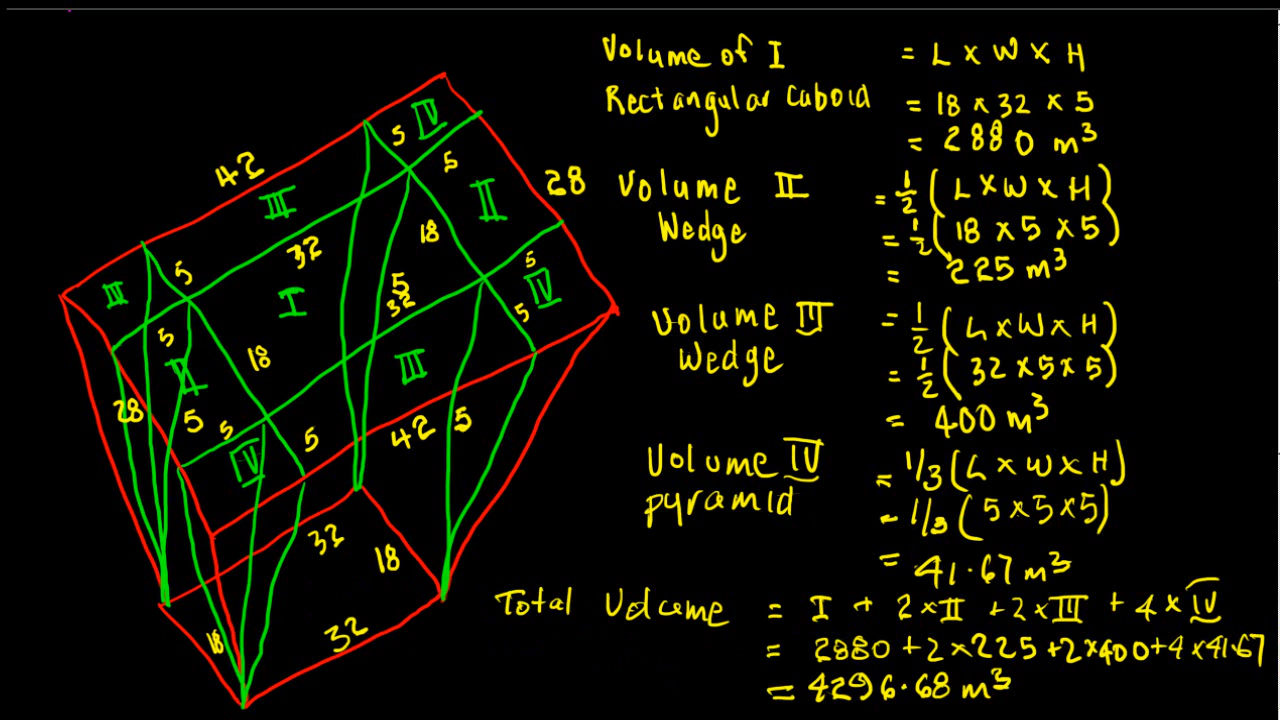 Volume of I = L x W x H
Rectangular Caboid = 18 x 32 x 5
= 2880 m³
Volume II = 1/2 (L x W x H)
Wedge = 1/2 (18 x 5 x 5)
= 225 m³
Volume III = 1/2 (L x W x H)
Wedge = 1/2 (32 x 5 x 5)
= 400 m³
Volume IV = 1/3 (L x W x H)
pyramid = 1/3 (5 x 5 x 5)
= 41.67 m³
Total Volume = I + 2 x II + 2 x III + 4 x IV
= 2880 + 2 x 225 + 2 x 400 + 4 x 41.67
= 4296.68 m³
IV
5
5
42
28
III
II
18
32
5
5
III
I
5
32
5
IV
5
18
III
II
28
5
5
5
42
5
IV
32
18
18
32